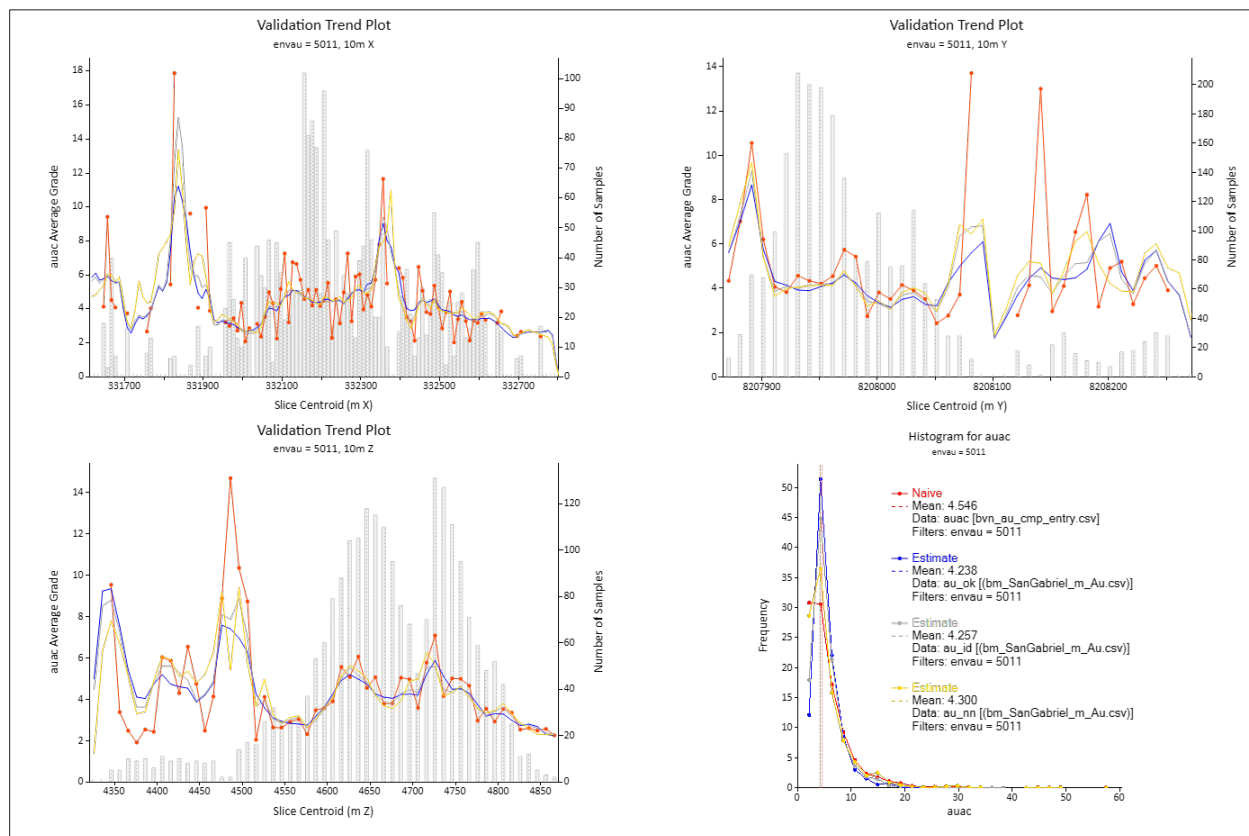 Validation Trend Plot
envau = 5011, 10m X
auac Average Grade
18
16
14
12
10
8
6
4
2
0
100
90
80
70
60
50
40
30
20
10
0
Number of Samples
331700
331900
332100
332300
332500
332700
Slice Centroid (m X)
Validation Trend Plot
envau = 5011, 10m Y
auac Average Grade
14
12
10
8
6
4
2
0
200
180
160
140
120
100
80
60
40
20
0
Number of Samples
8207900
8208000
8208100
8208200
Slice Centroid (m Y)
Validation Trend Plot
envau = 5011, 10m Z
auac Average Grade
14
12
10
8
6
4
2
0
120
100
80
60
40
20
0
Number of Samples
4350
4400
4450
4500
4550
4600
4650
4700
4750
4800
4850
Slice Centroid (m Z)
Histogram for auac
envau = 5011
Frequency
50
45
40
35
30
25
20
15
10
5
0
0
10
20
30
40
50
60
auac
Naive
Mean: 4.546
Data: auac [bvn_au_cmp_entry.csv]
Filters: envau = 5011
Estimate
Mean: 4.238
Data: au_ok [(bm_SanGabriel_m_Au.csv)]
Filters: envau = 5011
Estimate
Mean: 4.257
Data: au_id [(bm_SanGabriel_m_Au.csv)]
Filters: envau = 5011
Estimate
Mean: 4.300
Data: au_nn [(bm_SanGabriel_m_Au.csv)]
Filters: envau = 5011